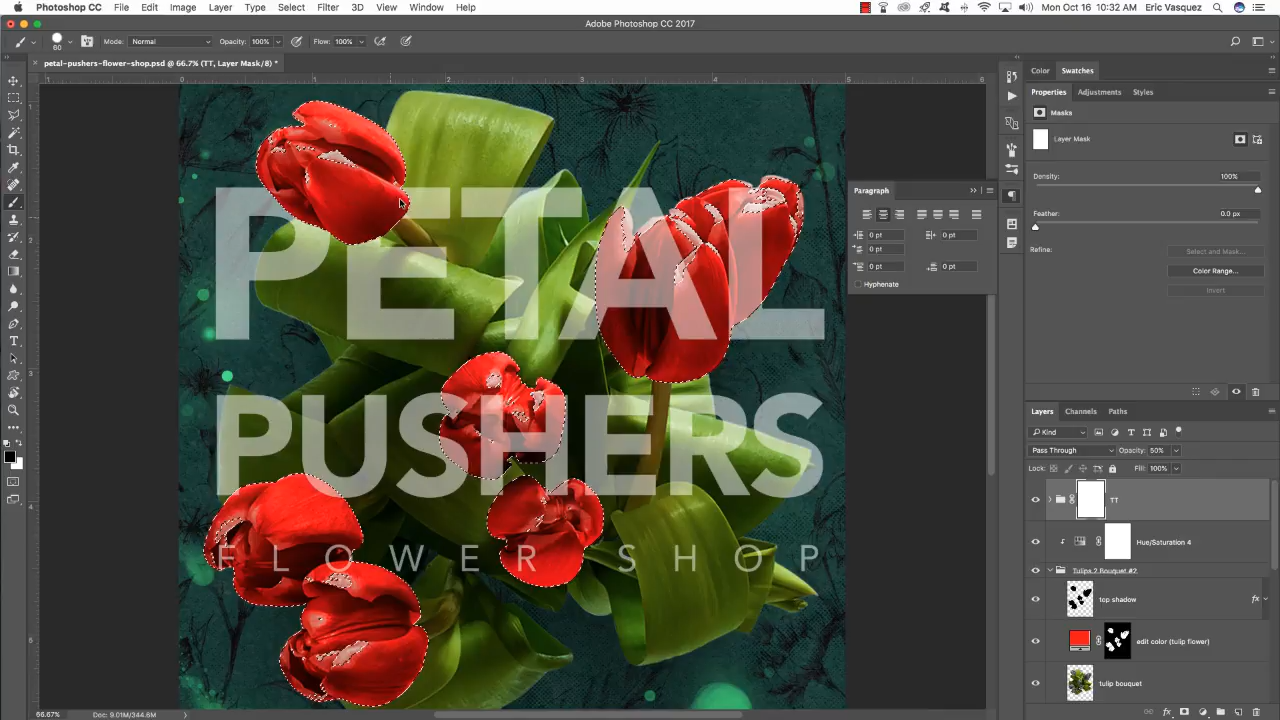 Photoshop CC File Edit Image Layer Type Select Filter 3D View Window Help Mon Oct 16 10:32 AM Eric Vasquez
Adobe Photoshop CC 2017
60 Mode: Normal Opacity: 100% Flow: 100%
× petal-pushers-flower-shop.psd @ 66.7% (TT, Layer Mask/8) *
Color Swatches
Properties Adjustments Styles
Masks
Layer Mask
Density: 100%
Feather: 0.0 px
Refine:
Select and Mask...
Color Range...
Invert
Paragraph
0 pt 0 pt
0 pt
0 pt 0 pt
Hyphenate
PETAL
PUSHERS
FLOWER SHOP
Layers Channels Paths
Kind
Pass Through Opacity: 50%
Lock: Fill: 100%
TT
Hue/Saturation 4
Tulips 2 Bouquet #2
top shadow fx
edit color (tulip flower)
tulip bouquet
66.67% Doc: 9.01M/344.6M